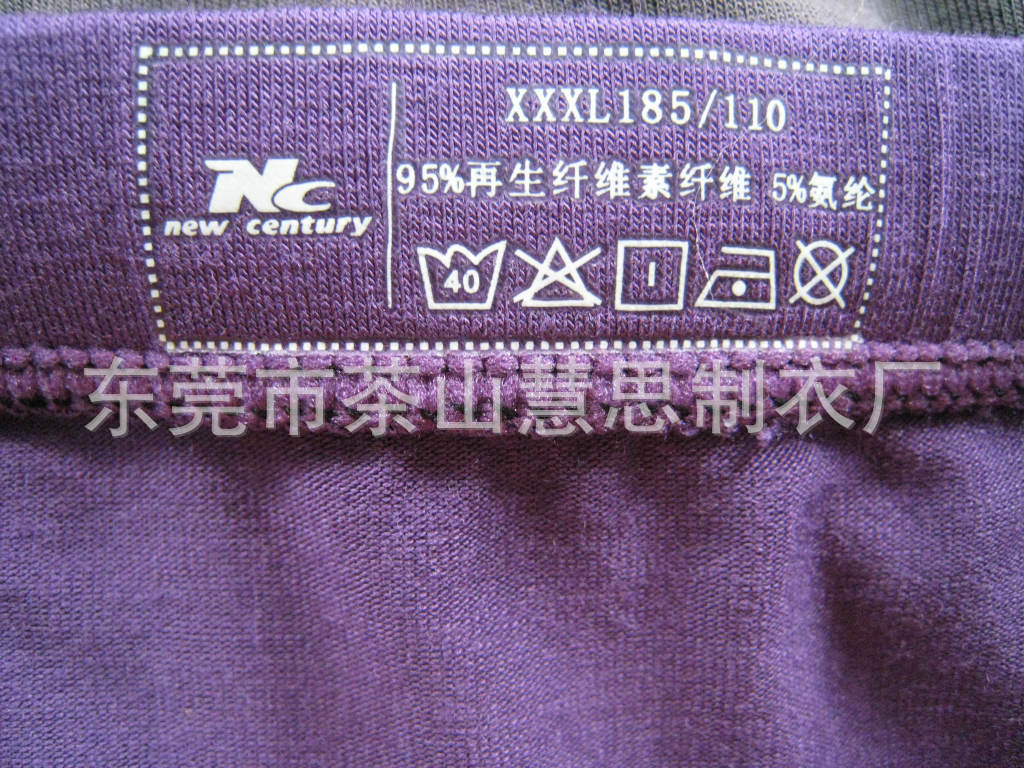 XXXL185/110
NC
new century
95%再生纤维素纤维 5%氨纶
40
东莞市茶山慧思制衣厂